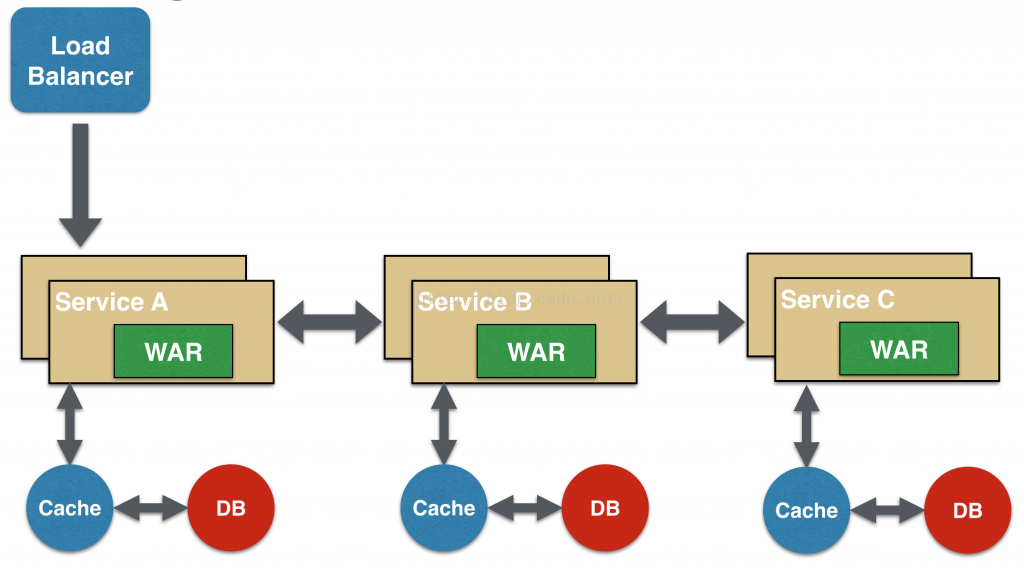 Load
Balancer
Service A
Service B
Service C
WAR
WAR
WAR
Cache
DB
Cache
DB
Cache
DB